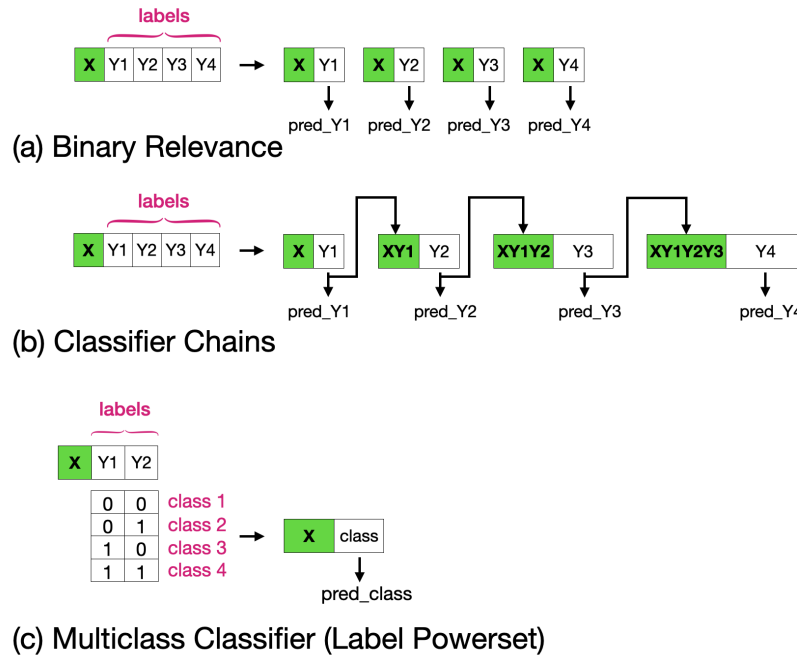 labels
X Y1 Y2 Y3 Y4 X Y1 X Y2 X Y3 X Y4
pred_Y1 pred_Y2 pred_Y3 pred_Y4
(a) Binary Relevance
labels
X Y1 Y2 Y3 Y4 X Y1 XY1 Y2 XY1Y2 Y3 XY1Y2Y3 Y4
pred_Y1 pred_Y2 pred_Y3 pred_Y4
(b) Classifier Chains
labels
X Y1 Y2
0 0 class 1
0 1 class 2
1 0 class 3
1 1 class 4
X class
pred_class
(c) Multiclass Classifier (Label Powerset)